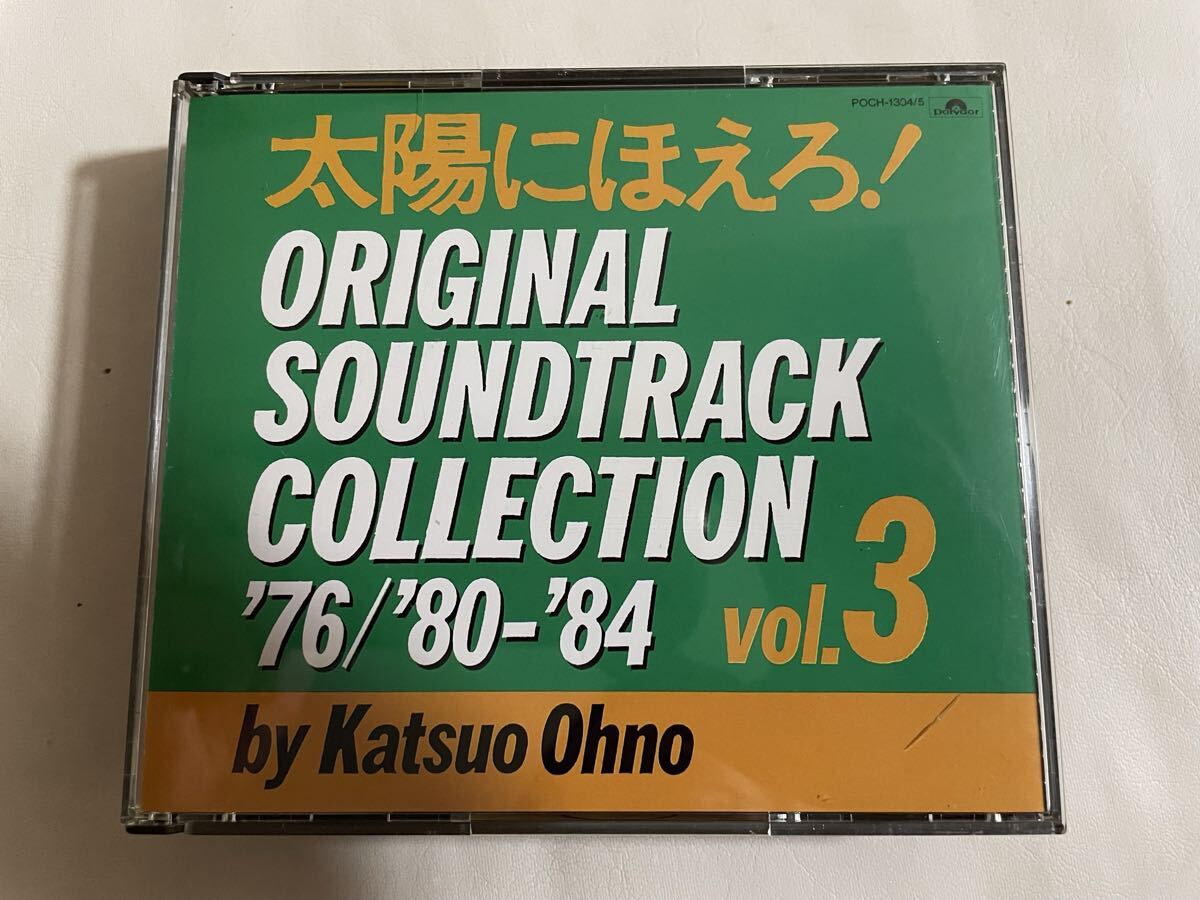 POCH-1304/5
Polydor
太陽にほえろ!
ORIGINAL
SOUNDTRACK
COLLECTION
'76/'80-'84 vol.3
by Katsuo Ohno